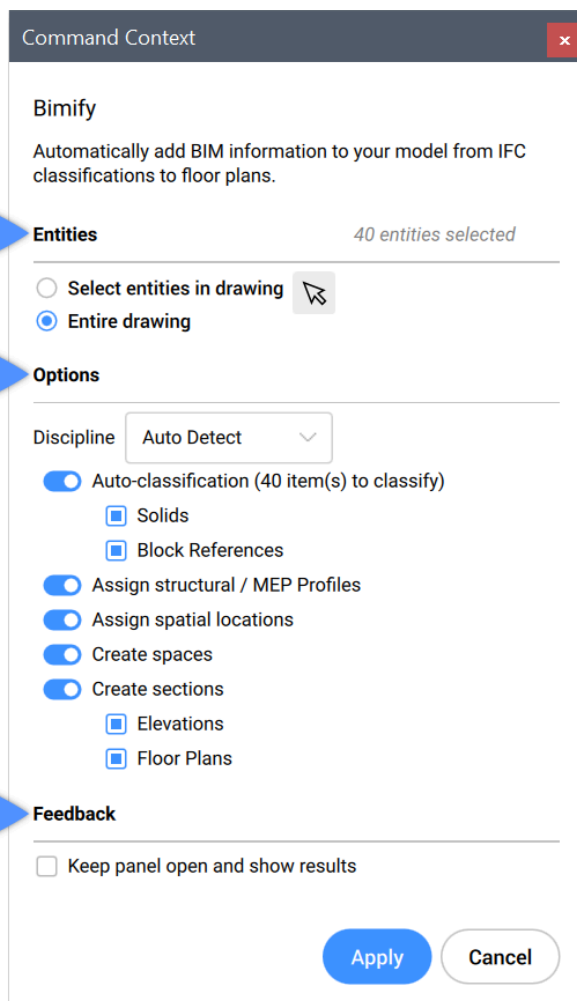 Command Context
x
Bimify
Automatically add BIM information to your model from IFC
classifications to floor plans.
Entities 40 entities selected
Select entities in drawing
Entire drawing
Options
Discipline Auto Detect
Auto-classification (40 item(s) to classify)
Solids
Block References
Assign structural / MEP Profiles
Assign spatial locations
Create spaces
Create sections
Elevations
Floor Plans
Feedback
Keep panel open and show results
Apply Cancel